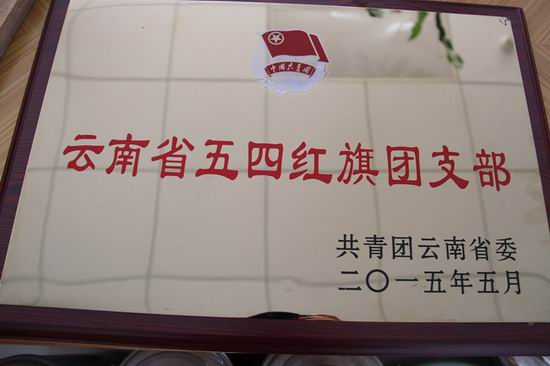 中国共青团
云南省五四红旗团支部
共青团云南省委
二〇一五年五月